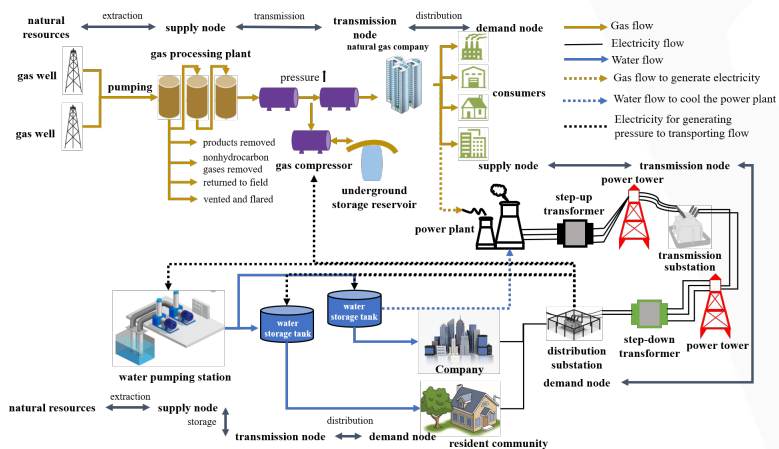 natural
resources
extraction
supply node
transmission
transmission
node
distribution
demand node
gas well
gas well
pumping
gas processing plant
pressure
natural gas company
consumers
products removed
nonhydrocarbon
gases removed
returned to field
vented and flared
gas compressor
underground
storage reservoir
Gas flow
Electricity flow
Water flow
Gas flow to generate electricity
Water flow to cool the power plant
Electricity for generating
pressure to transporting flow
supply node
transmission node
power tower
step-up
transformer
power plant
transmission
substation
water
storage tank
water
storage tank
water pumping station
Company
distribution
substation
step-down
transformer
power tower
demand node
natural resources
extraction
supply node
storage
transmission node
distribution
demand node
resident community